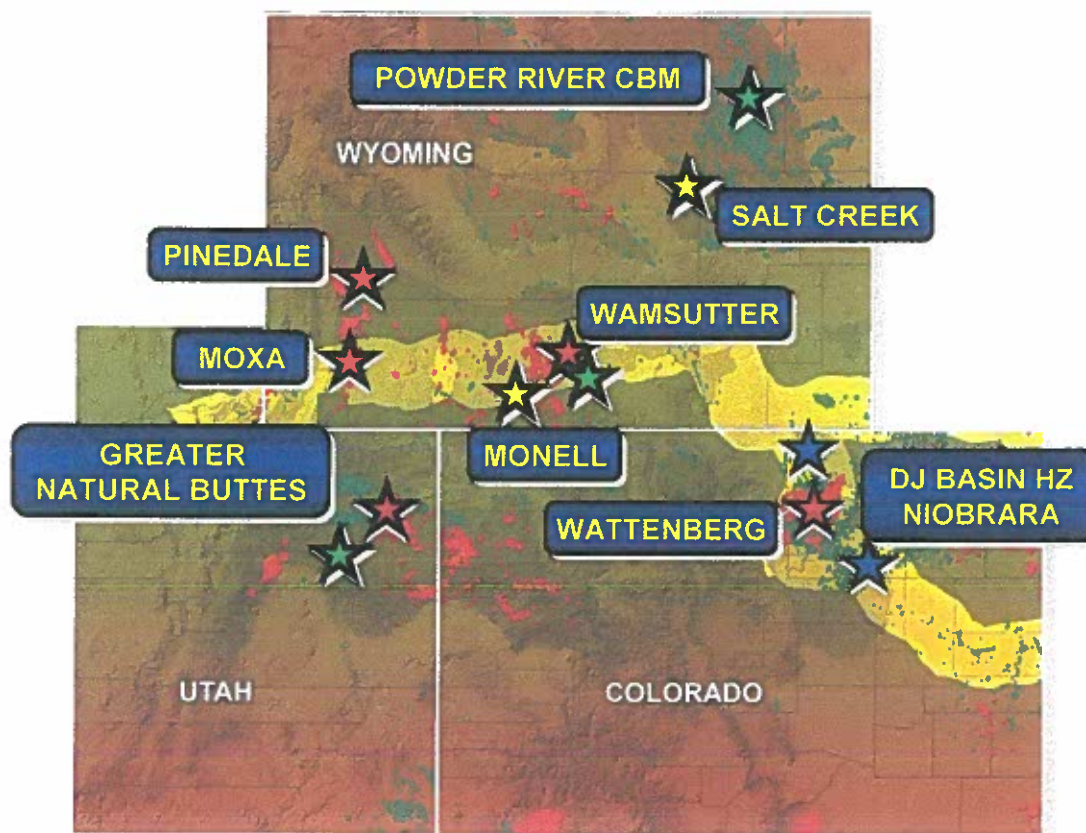 POWDER RIVER CBM
WYOMING
SALT CREEK
PINEDALE
WAMSUTTER
MOXA
GREATER
NATURAL BUTTES
MONELL
DJ BASIN HZ
NIOBRARA
WATTENBERG
UTAH
COLORADO